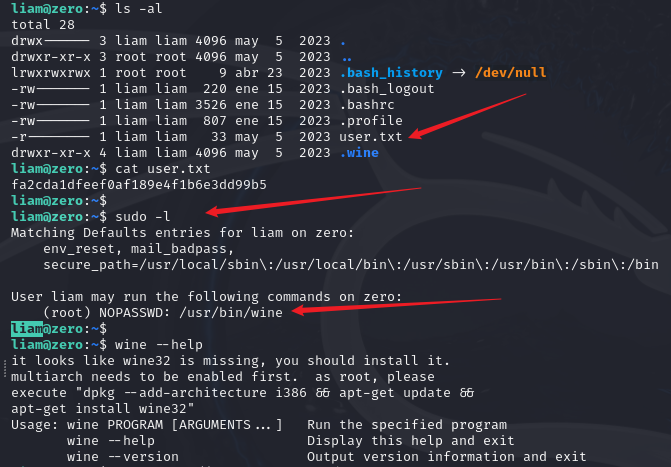 liam@zero:~$ ls -al
total 28
drwx------ 3 liam liam 4096 may  5  2023 .
drwxr-xr-x 3 root root 4096 may  5  2023 ..
lrwxrwxrwx 1 root root    9 abr 23  2023 .bash_history -> /dev/null
-rw------- 1 liam liam  220 ene 15  2023 .bash_logout
-rw------- 1 liam liam 3526 ene 15  2023 .bashrc
-rw------- 1 liam liam  807 ene 15  2023 .profile
-r-------- 1 liam liam   33 may  5  2023 user.txt
drwxr-xr-x 4 liam liam 4096 may  5  2023 .wine
liam@zero:~$ cat user.txt
fa2cda1dfeef0af189e4f1b6e3dd99b5
liam@zero:~$
liam@zero:~$ sudo -l
Matching Defaults entries for liam on zero:
    env_reset, mail_badpass,
    secure_path=/usr/local/sbin\:/usr/local/bin\:/usr/sbin\:/usr/bin\:/sbin\:/bin
User liam may run the following commands on zero:
    (root) NOPASSWD: /usr/bin/wine
liam@zero:~$
liam@zero:~$ wine --help
it looks like wine32 is missing, you should install it.
multiarch needs to be enabled first.  as root, please
execute "dpkg --add-architecture i386 && apt-get update &&
apt-get install wine32"
Usage: wine PROGRAM [ARGUMENTS...]   Run the specified program
       wine --help                   Display this help and exit
       wine --version                Output version information and exit